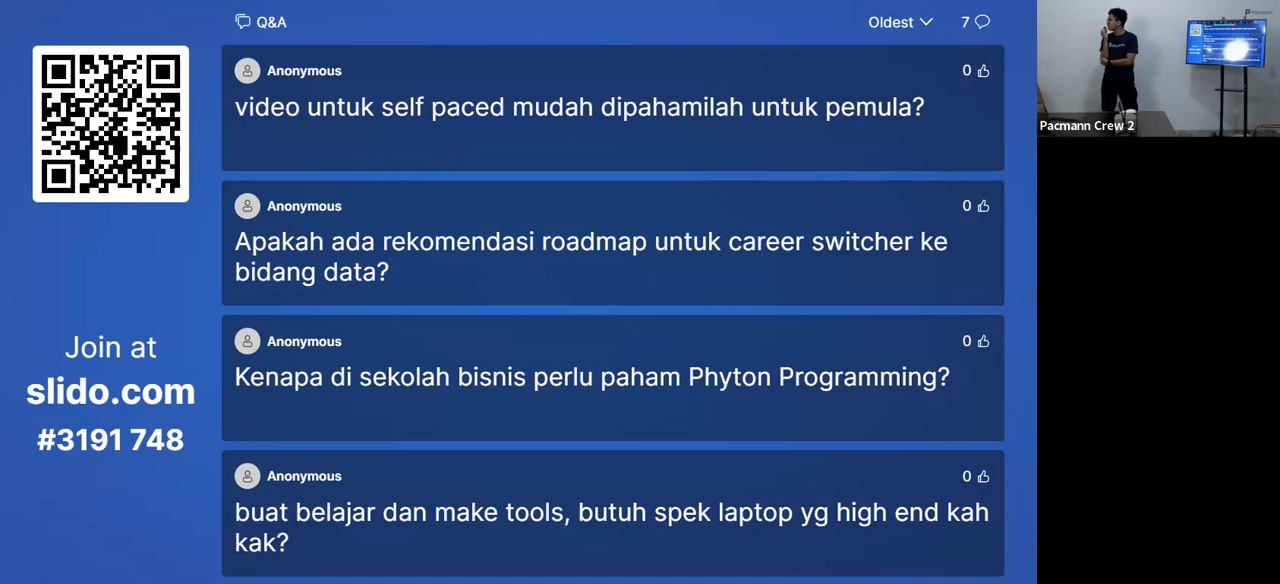 Q&A
Oldest
7
Anonymous
0
video untuk self paced mudah dipahamilah untuk pemula?
Anonymous
0
Apakah ada rekomendasi roadmap untuk career switcher ke
bidang data?
Anonymous
0
Kenapa di sekolah bisnis perlu paham Phyton Programming?
Anonymous
0
buat belajar dan make tools, butuh spek laptop yg high end kah
kak?
Join at
slido.com
#3191 748
Pacmann
Pacmann Crew 2